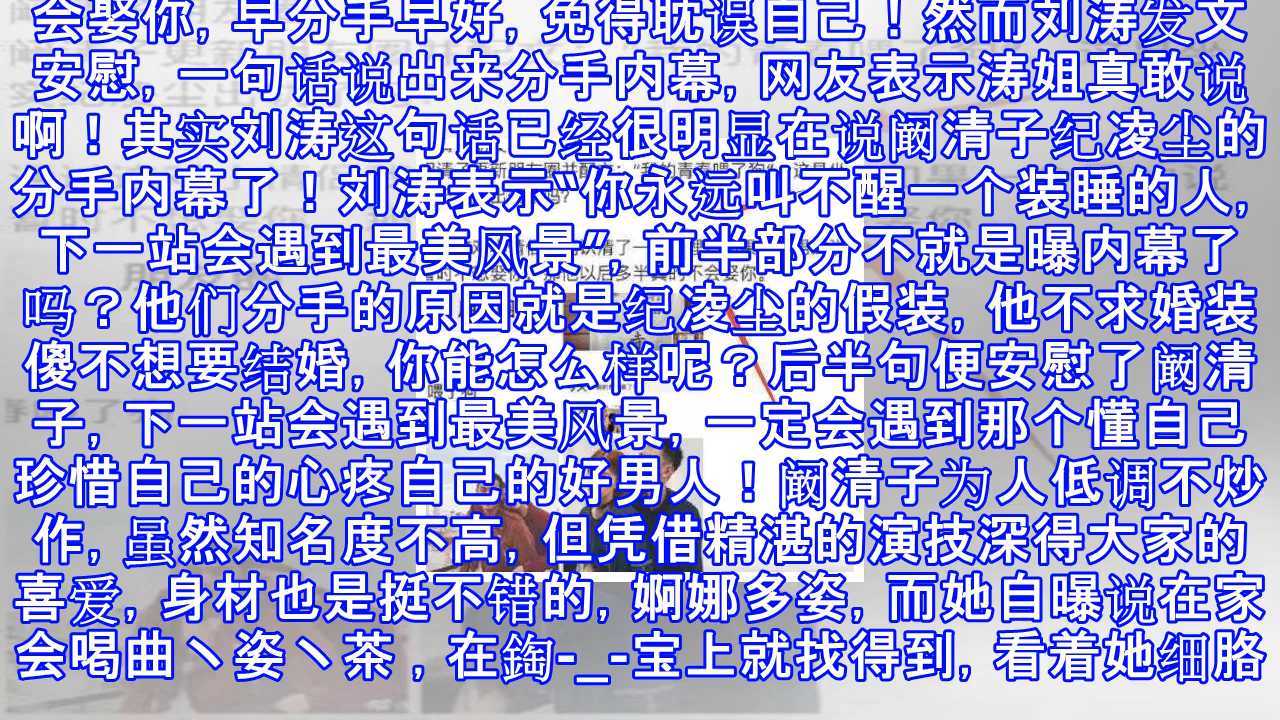 会娶你, 早分手早好, 免得耽误自己！然而刘涛发文
安慰, 一句话说出来分手内幕, 网友表示涛姐真敢说
啊！其实刘涛这句话已经很明显在说阚清子纪凌尘的
分手内幕了！刘涛表示“你永远叫不醒一个装睡的人,
下一站会遇到最美风景”, 前半部分不就是曝内幕了
吗？他们分手的原因就是纪凌尘的假装, 他不求婚装
傻不想要结婚, 你能怎么样呢？后半句便安慰了阚清
子, 下一站会遇到最美风景, 一定会遇到那个懂自己
珍惜自己的心疼自己的好男人！阚清子为人低调不炒
作, 虽然知名度不高, 但凭借精湛的演技深得大家的
喜爱, 身材也是挺不错的, 婀娜多姿, 而她自曝说在家
会喝曲丶姿丶茶 , 在鋾-_-宝上就找得到, 看着她细胳